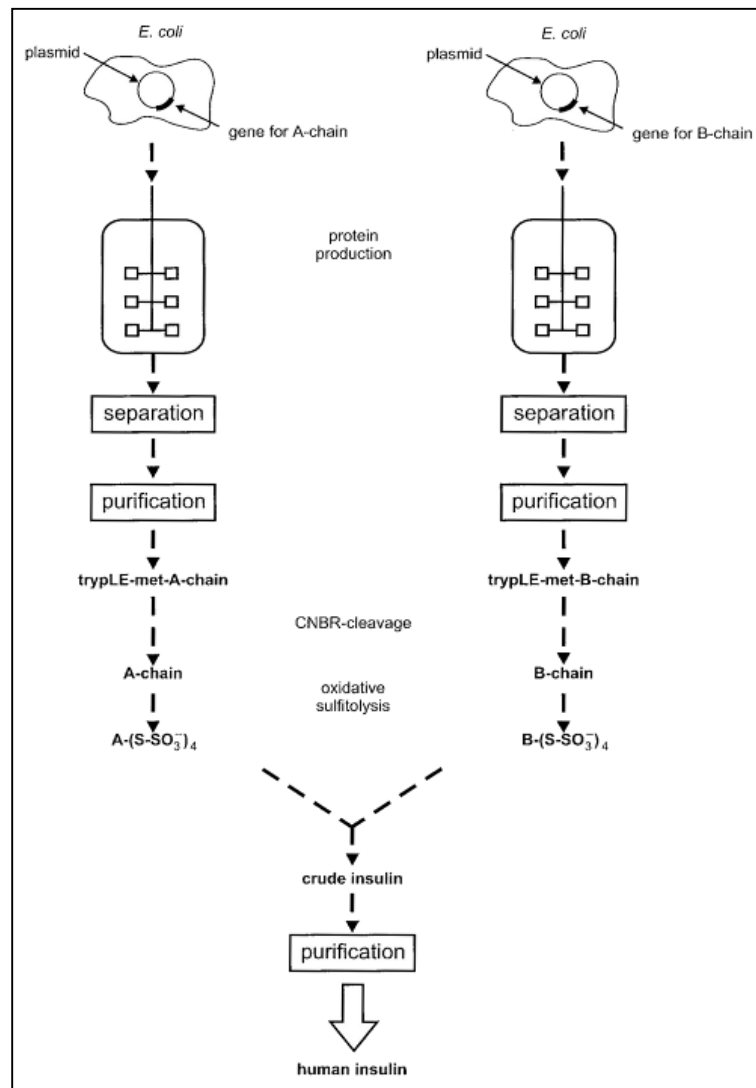 E. coli
E. coli
plasmid
plasmid
gene for A-chain
gene for B-chain
protein
production
separation
separation
purification
purification
trypLE-met-A-chain
trypLE-met-B-chain
CNBR-cleavage
A-chain
B-chain
oxidative
sulfitolysis
A-(S-SO₃⁻)₄
B-(S-SO₃⁻)₄
crude insulin
purification
human insulin